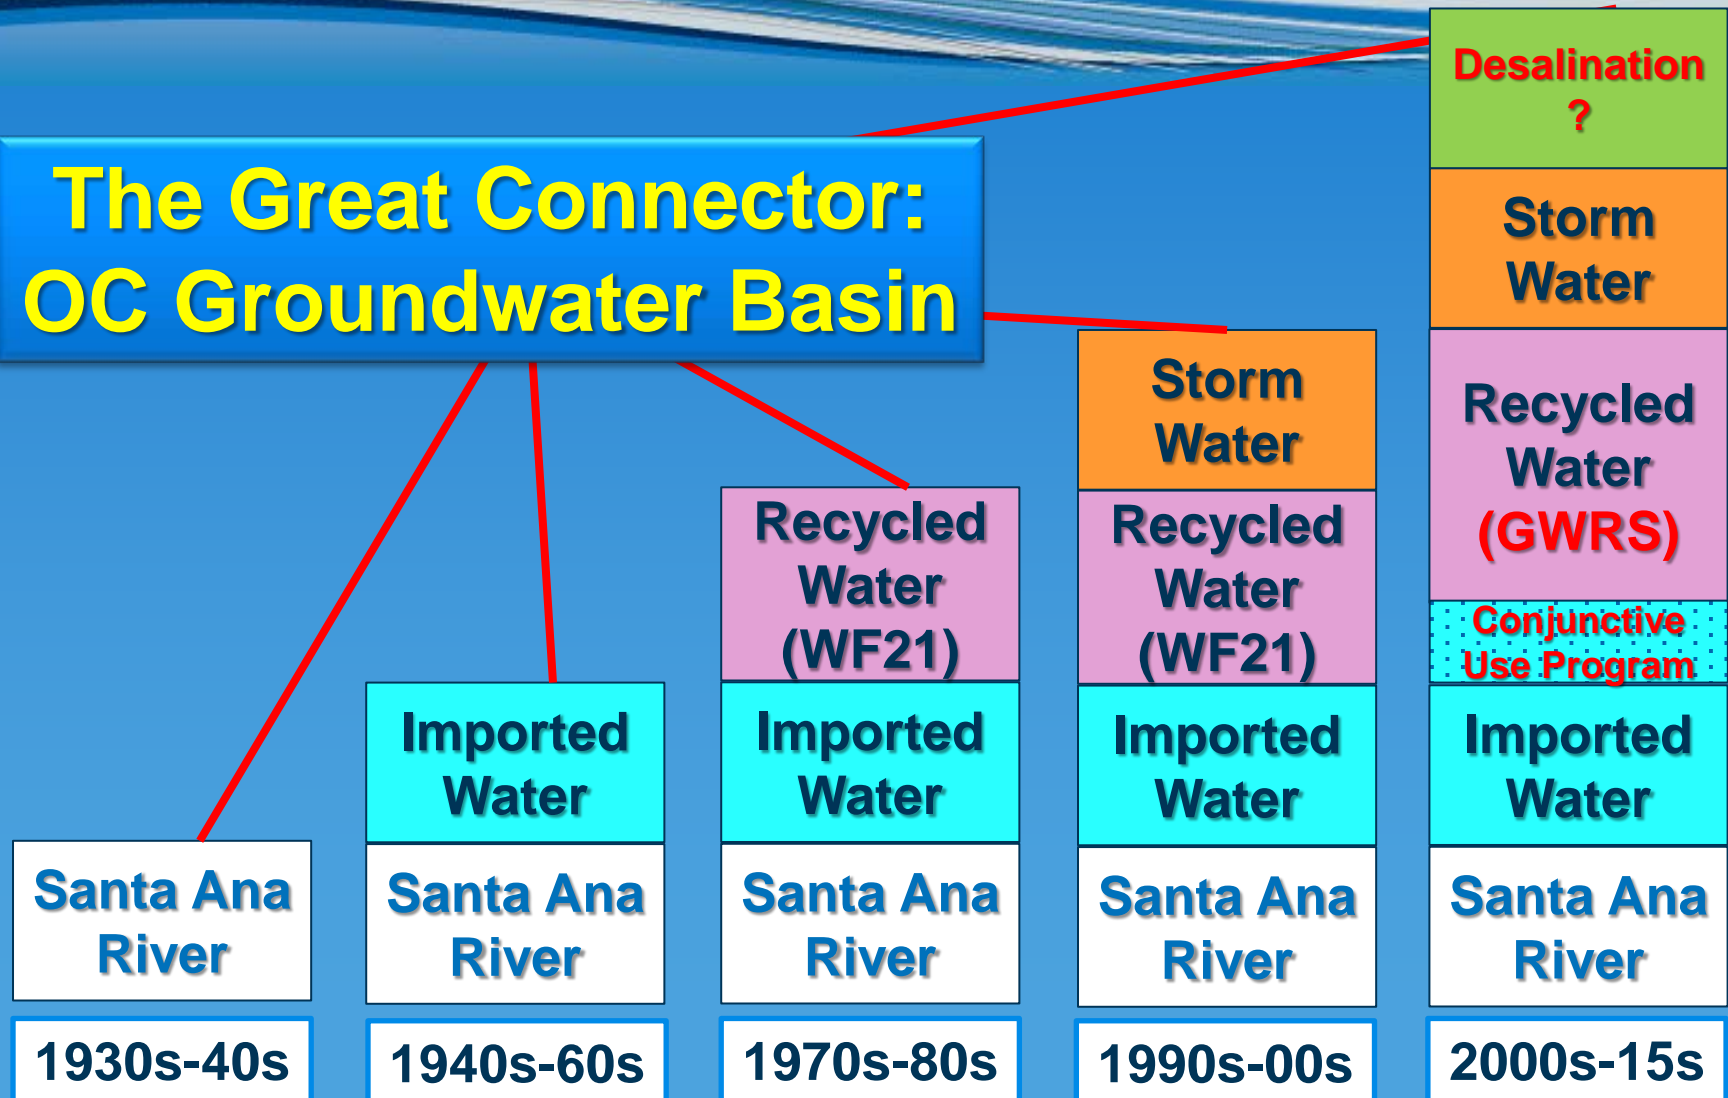 The Great Connector:
OC Groundwater Basin
Santa Ana
River
1930s-40s
Imported
Water
Santa Ana
River
1940s-60s
Recycled
Water
(WF21)
Imported
Water
Santa Ana
River
1970s-80s
Storm
Water
Recycled
Water
(WF21)
Imported
Water
Santa Ana
River
1990s-00s
Desalination
?
Storm
Water
Recycled
Water
(GWRS)
Conjunctive
Use Program
Imported
Water
Santa Ana
River
2000s-15s